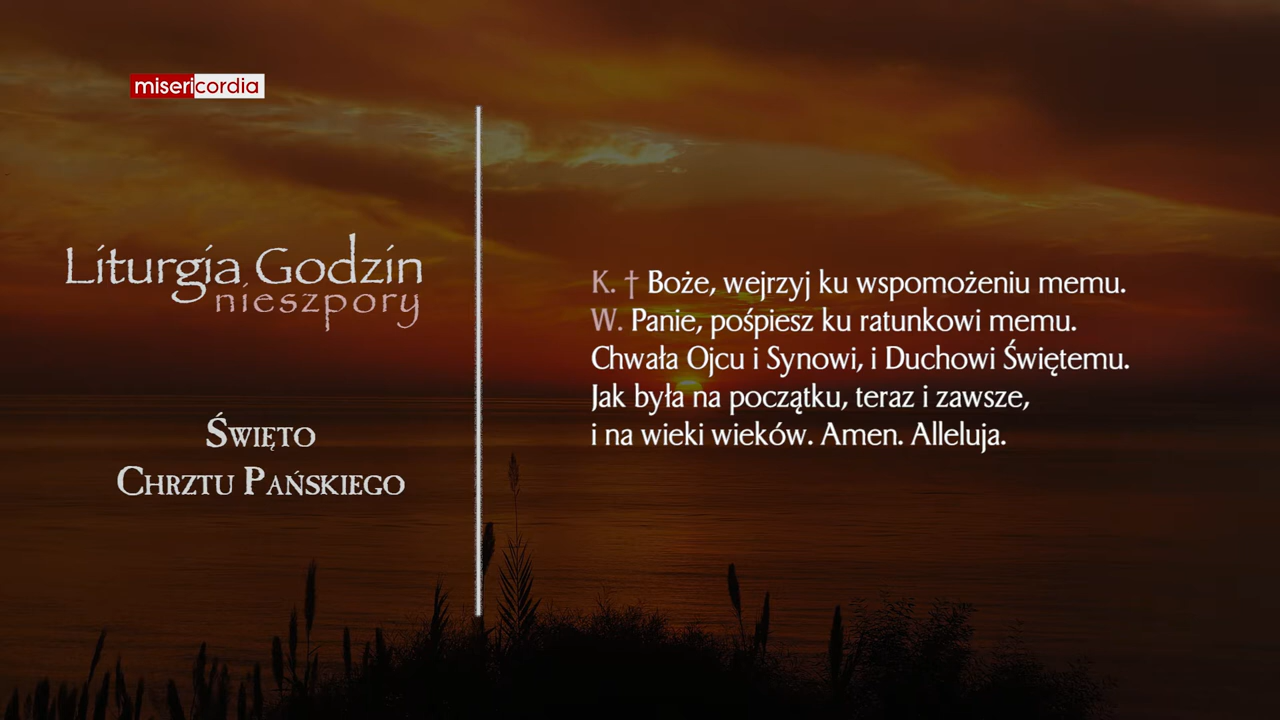 misericordia
Liturgia Godzin
nieszpory
Święto
Chrztu Pańskiego
K. † Boże, wejrzyj ku wspomożeniu memu.
W. Panie, pośpiesz ku ratunkowi memu.
Chwała Ojcu i Synowi, i Duchowi Świętemu.
Jak była na początku, teraz i zawsze,
i na wieki wieków. Amen. Alleluja.